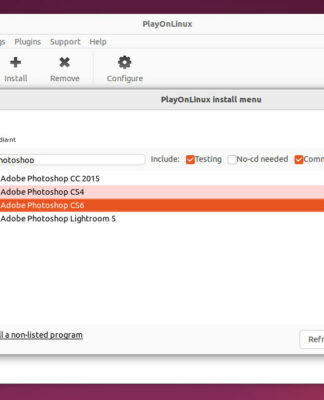 PlayOnLinux
gs Plugins Support Help
Install Remove Configure
PlayOnLinux install menu
diant
hotoshop Include: Testing No-cd needed Comm
Adobe Photoshop CC 2015
Adobe Photoshop CS4
Adobe Photoshop CS6
Adobe Photoshop Lightroom 5
ll a non-listed program
Refr